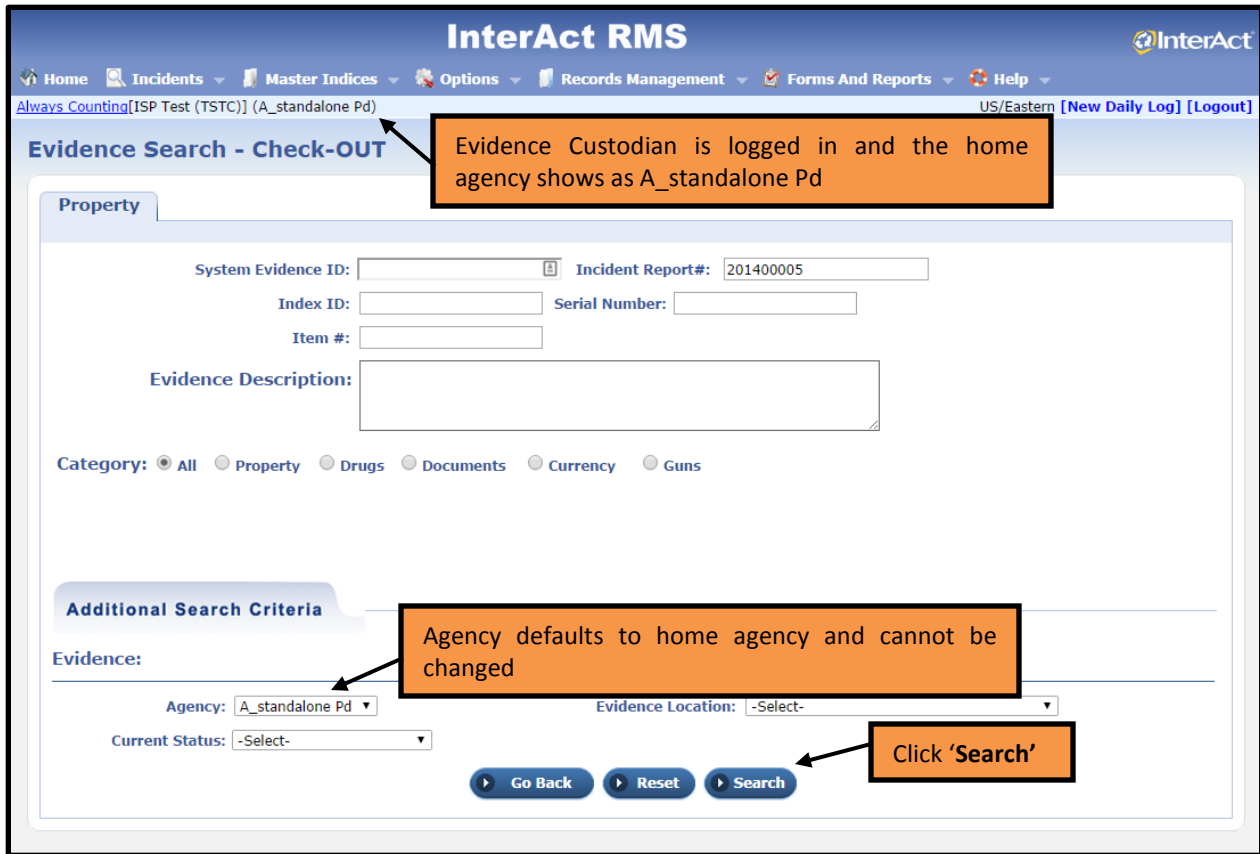 InterAct RMS
InterAct
Home Incidents Master Indices Options Records Management Forms And Reports Help
Always Counting[ISP Test (TSTC)] (A_standalone Pd)
US/Eastern [New Daily Log] [Logout]
Evidence Search - Check-OUT
Evidence Custodian is logged in and the home
agency shows as A_standalone Pd
Property
System Evidence ID:
Incident Report#: 201400005
Index ID:
Serial Number:
Item #:
Evidence Description:
Category: All Property Drugs Documents Currency Guns
Additional Search Criteria
Agency defaults to home agency and cannot be
changed
Evidence:
Agency: A_standalone Pd
Evidence Location: -Select-
Current Status: -Select-
Click ‘Search’
Go Back Reset Search